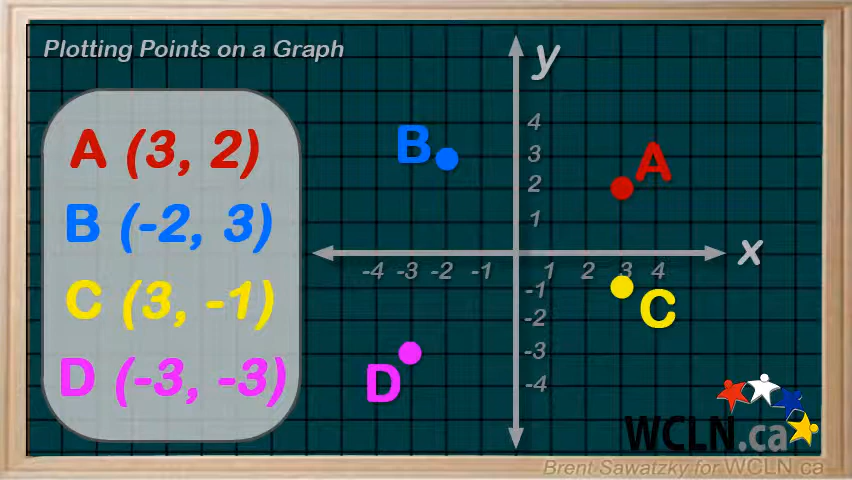 Plotting Points on a Graph
A (3, 2)
B (-2, 3)
C (3, -1)
D (-3, -3)
y
4
3
2
1
B
A
x
-4 -3 -2 -1 1 2 3 4
-1
-2
-3
-4
C
D
WCLN.ca
Brent Sawatzky for WCLN ca